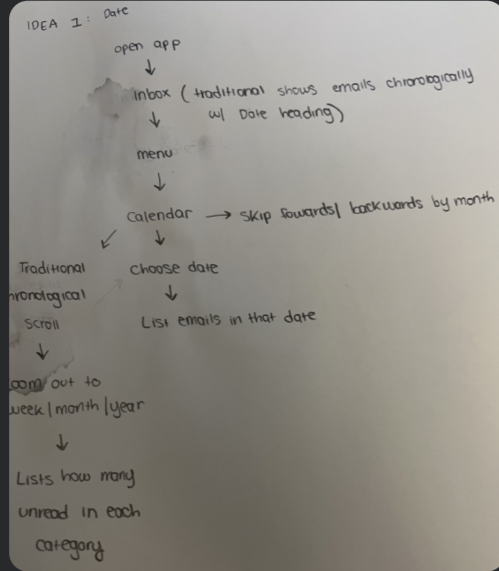 IDEA 1: Date
open app
inbox (traditional shows emails chronologically
w/ Date heading)
menu
Calendar → Skip fowards/ backwards by month
Traditional
hronological
scroll
choose date
List emails in that date
oom out to
week/month/year
Lists how many
unread in each
category